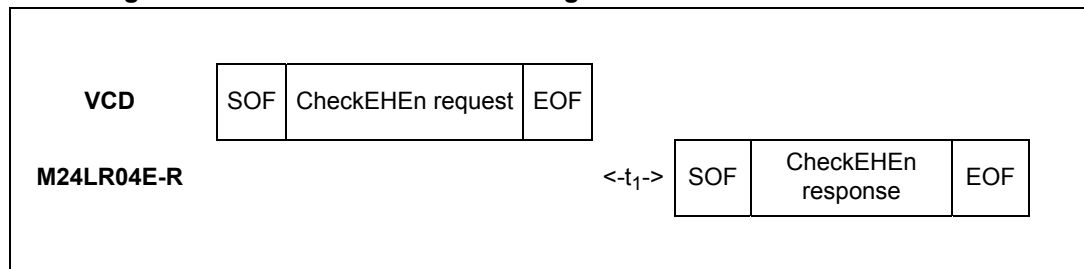 VCD SOF CheckEHEn request EOF
M24LR04E-R <-t1-> SOF CheckEHEn response EOF